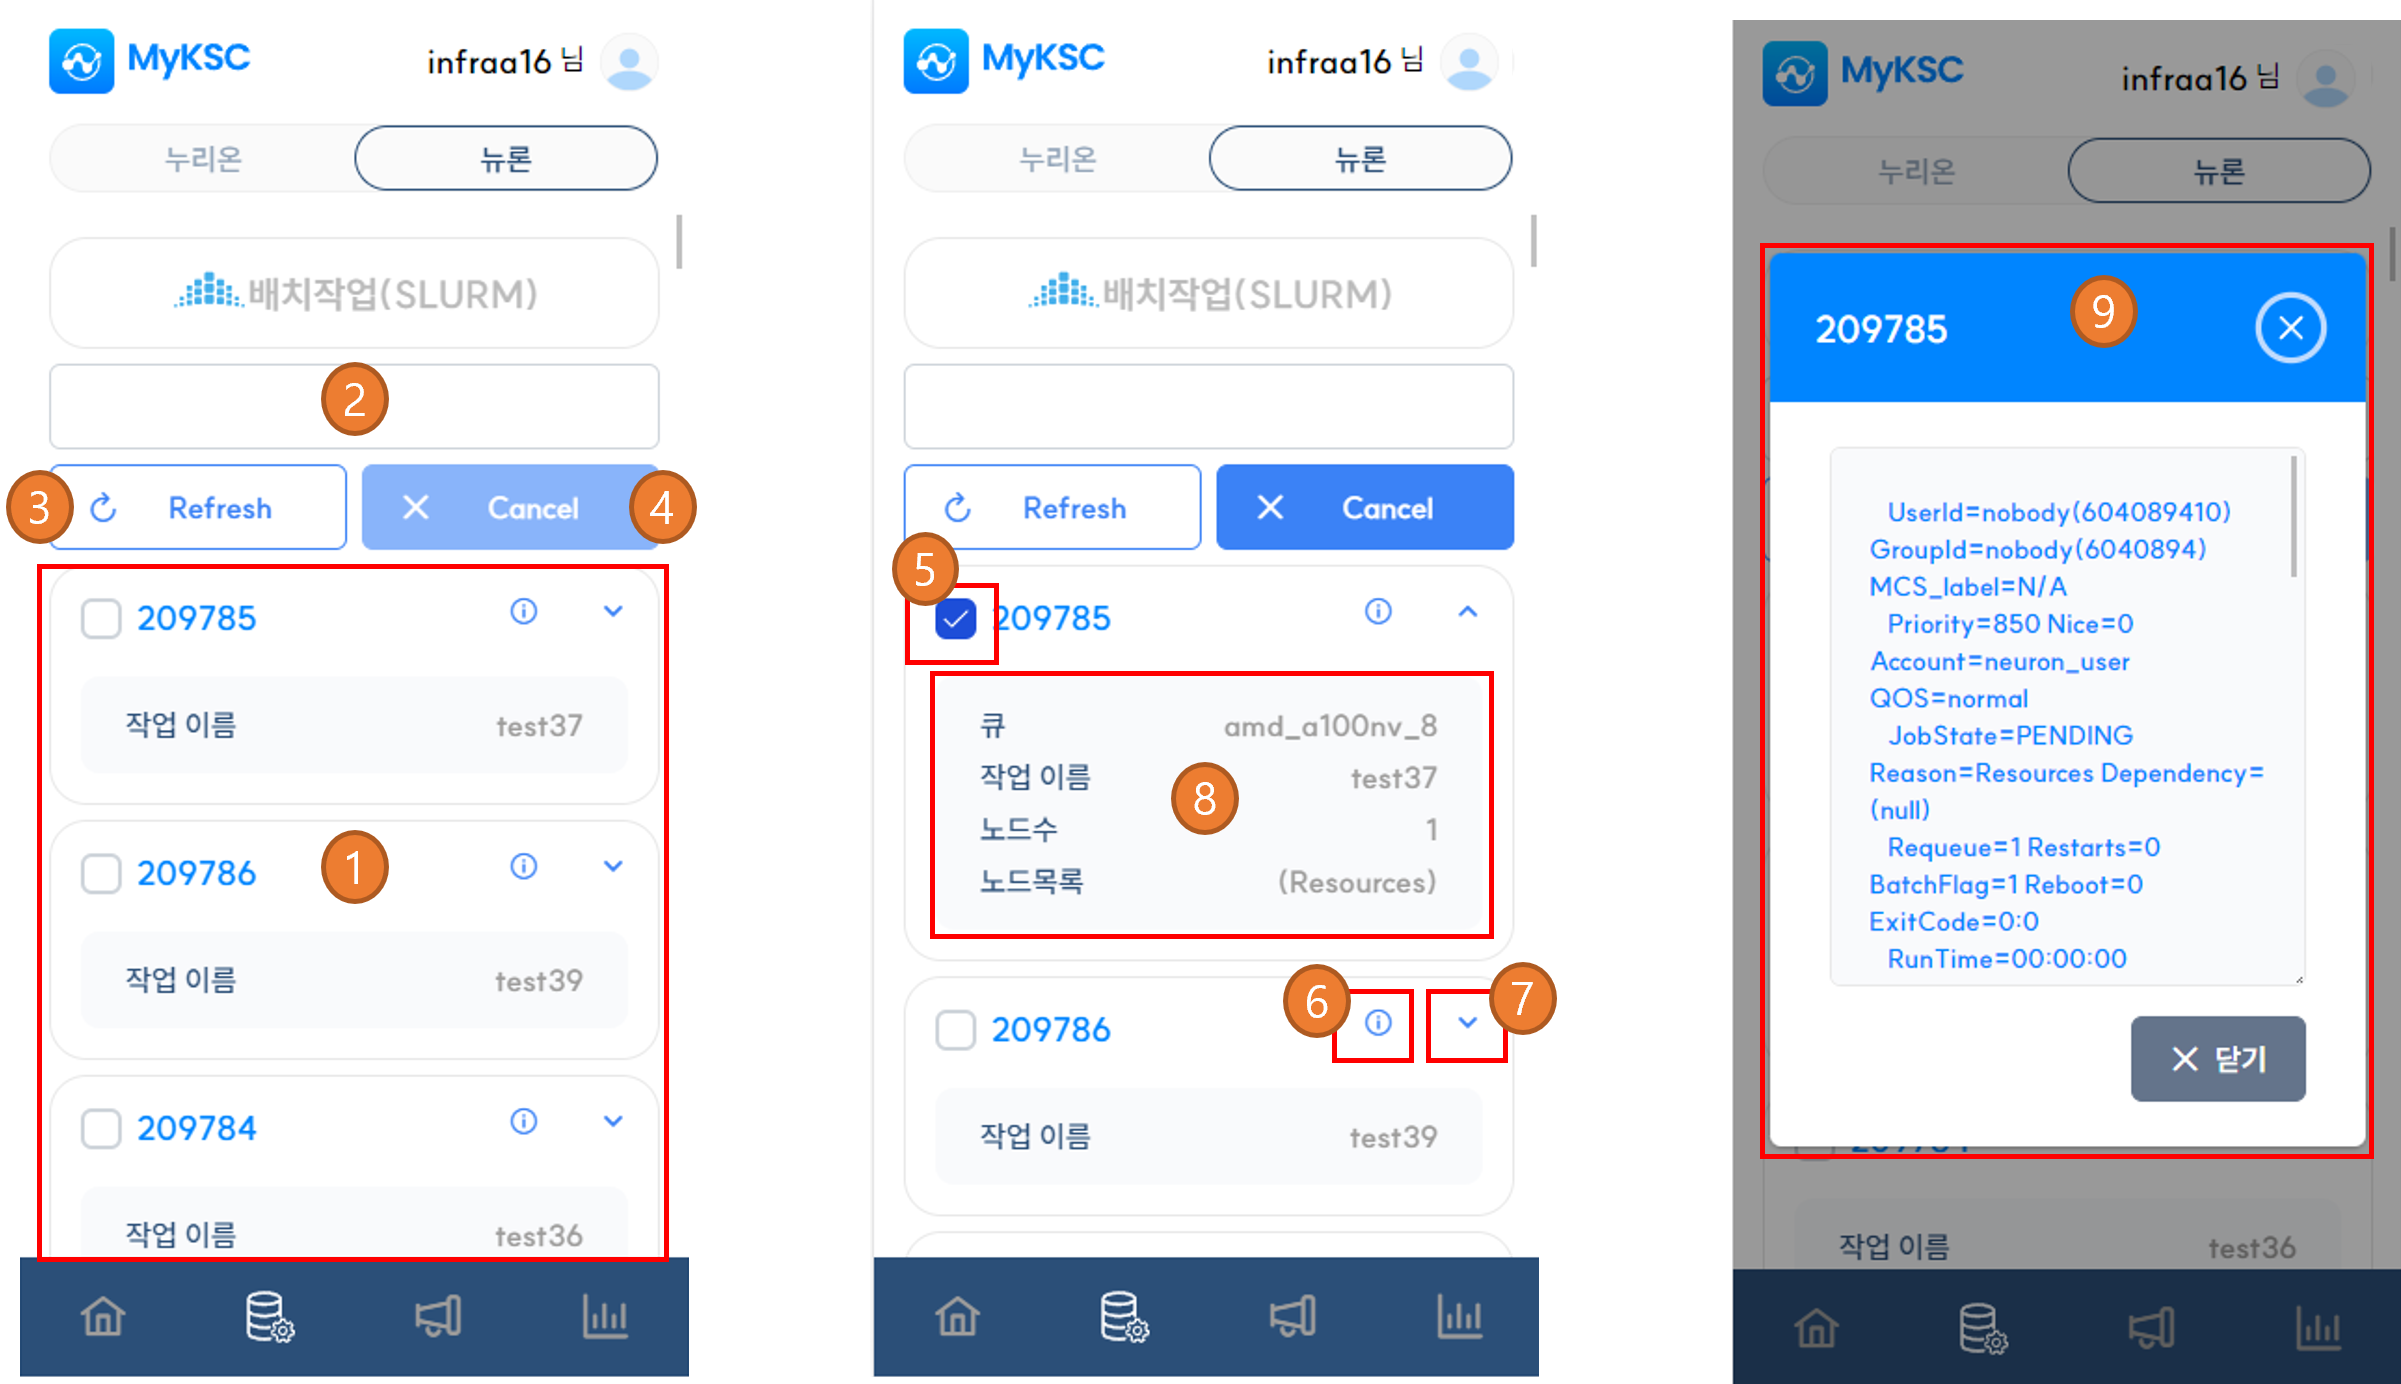 MyKSC
infraa16 님
누리온
뉴론
배치작업(SLURM)
2
3
Refresh
Cancel
4
209785
작업 이름
test37
209786
1
작업 이름
test39
209784
작업 이름
test36
MyKSC
infraa16 님
누리온
뉴론
배치작업(SLURM)
Refresh
Cancel
5
209785
큐
amd_a100nv_8
작업 이름
test37
8
노드수
1
노드목록
(Resources)
6
7
209786
작업 이름
test39
MyKSC
infraa16 님
누리온
뉴론
209785
9
UserId=nobody(604089410)
GroupId=nobody(6040894)
MCS_label=N/A
Priority=850 Nice=0
Account=neuron_user
QOS=normal
JobState=PENDING
Reason=Resources Dependency=
(null)
Requeue=1 Restarts=0
BatchFlag=1 Reboot=0
ExitCode=0:0
RunTime=00:00:00
닫기
작업 이름
test36